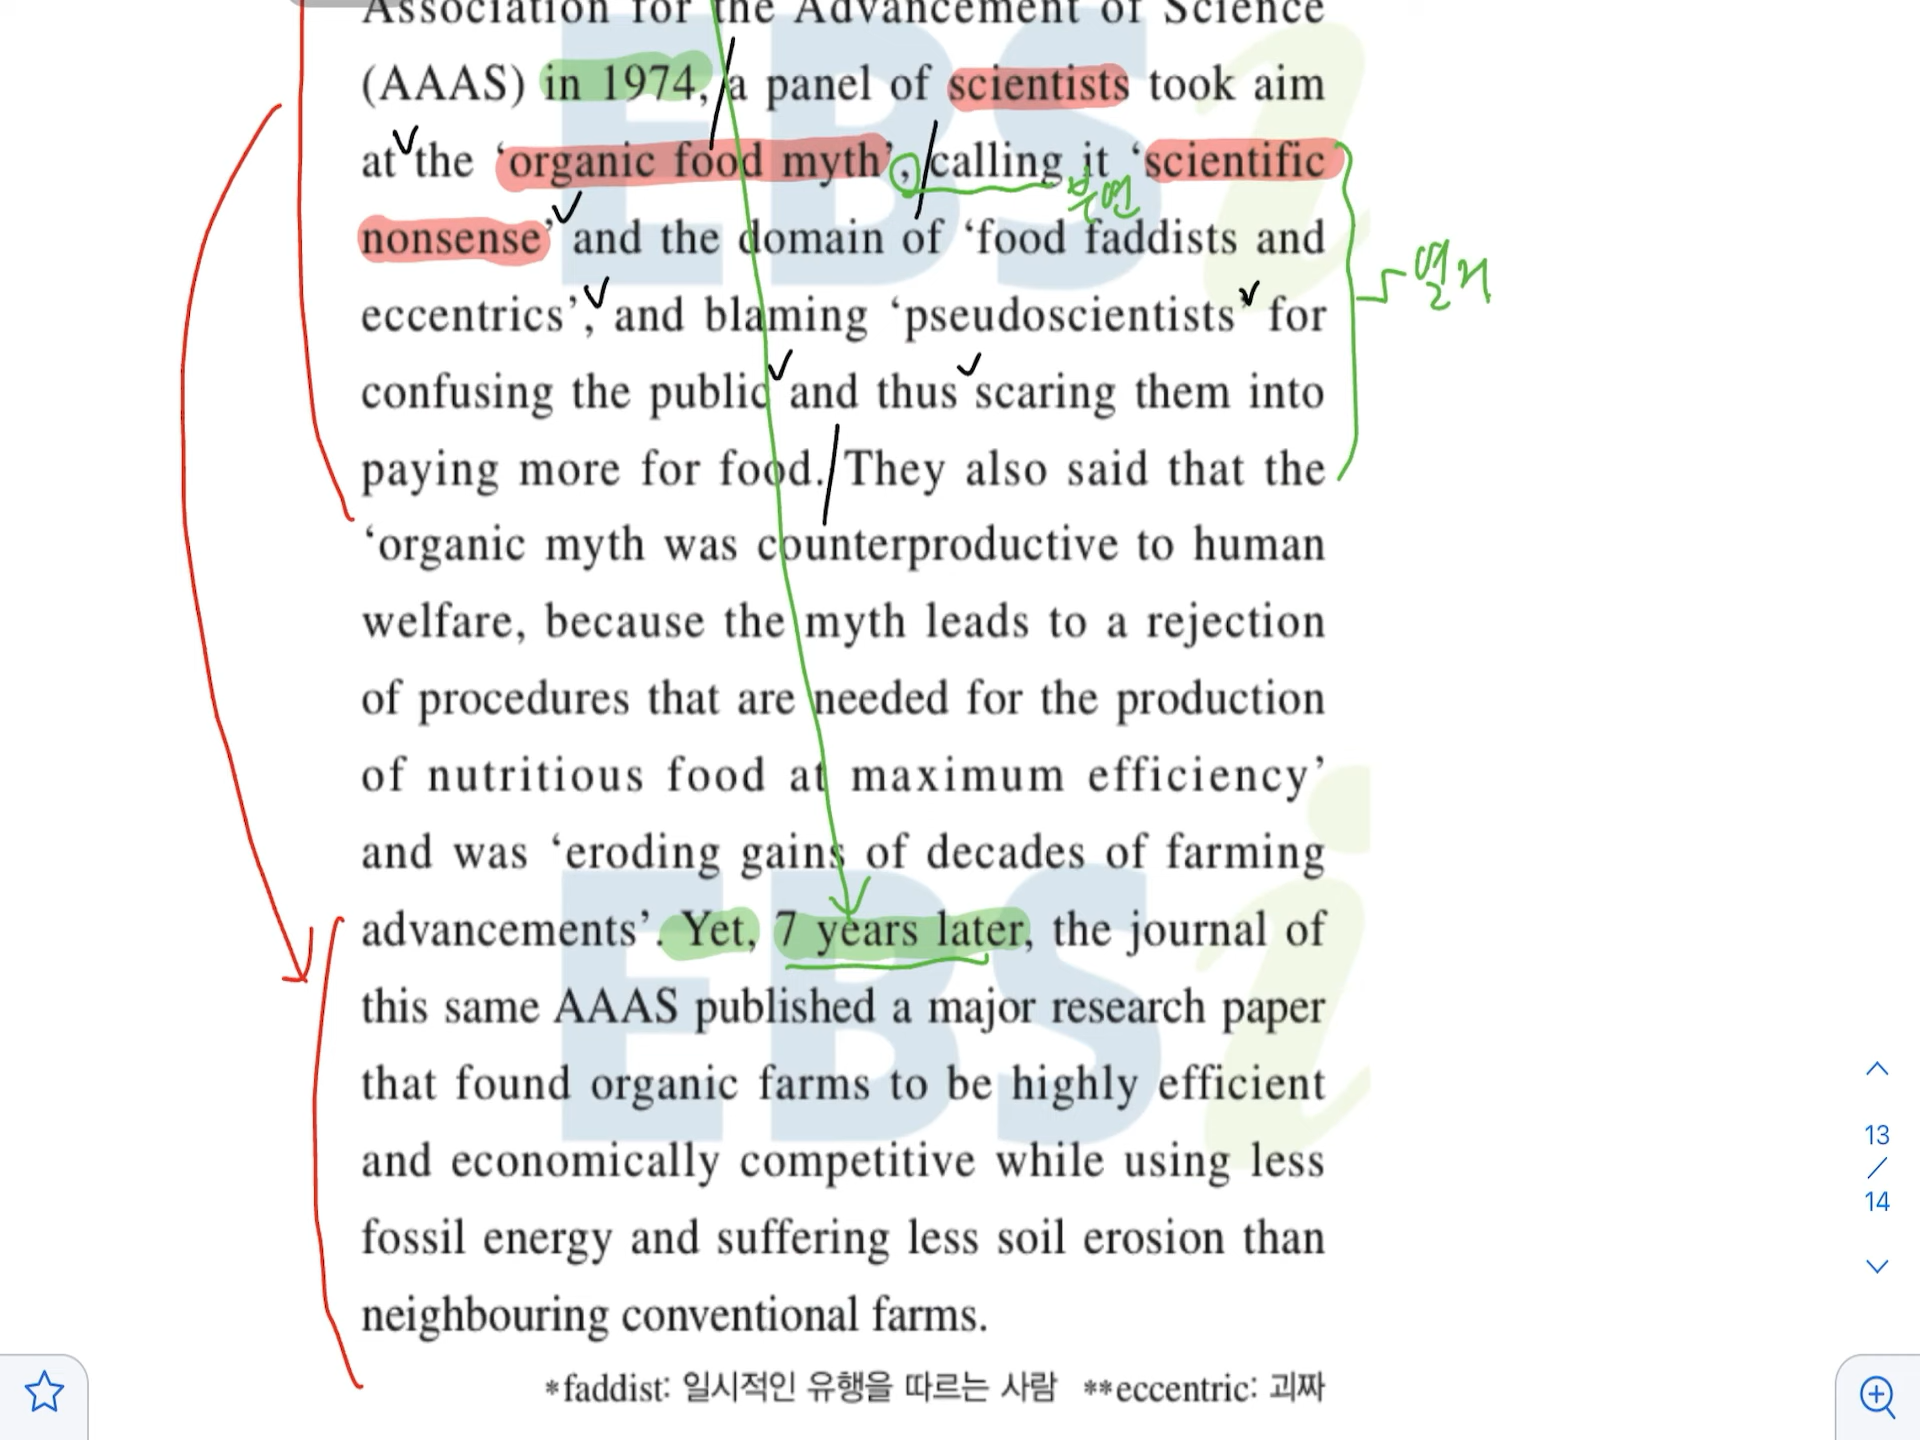 Association for the Advancement of Science
(AAAS) in 1974, a panel of scientists took aim
at the ‘organic food myth’, calling it ‘scientific
부연
nonsense’ and the domain of ‘food faddists and
열거
eccentrics’, and blaming ‘pseudoscientists’ for
confusing the public and thus scaring them into
paying more for food. They also said that the
‘organic myth was counterproductive to human
welfare, because the myth leads to a rejection
of procedures that are needed for the production
of nutritious food at maximum efficiency’
and was ‘eroding gains of decades of farming
advancements’. Yet, 7 years later, the journal of
this same AAAS published a major research paper
that found organic farms to be highly efficient
and economically competitive while using less
fossil energy and suffering less soil erosion than
neighbouring conventional farms.
*faddist: 일시적인 유행을 따르는 사람 **eccentric: 괴짜
EBSi
EBSi
13
/
14